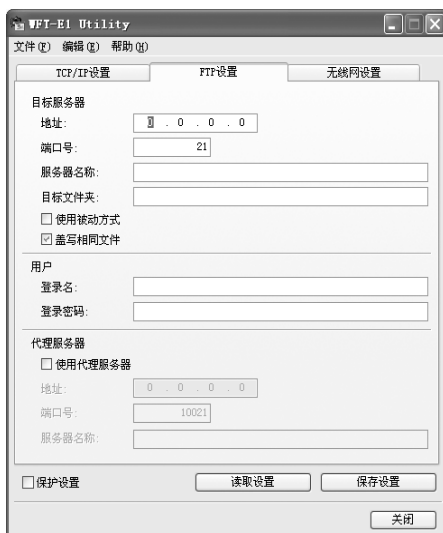 WFT-E1 Utility
文件(F) 编辑(E) 帮助(H)
TCP/IP设置 FTP设置 无线网设置
目标服务器
地址: 0 . 0 . 0 . 0
端口号: 21
服务器名称:
目标文件夹:
使用被动方式
盖写相同文件
用户
登录名:
登录密码:
代理服务器
使用代理服务器
地址: 0 . 0 . 0 . 0
端口号: 10021
服务器名称:
保护设置 读取设置 保存设置
关闭